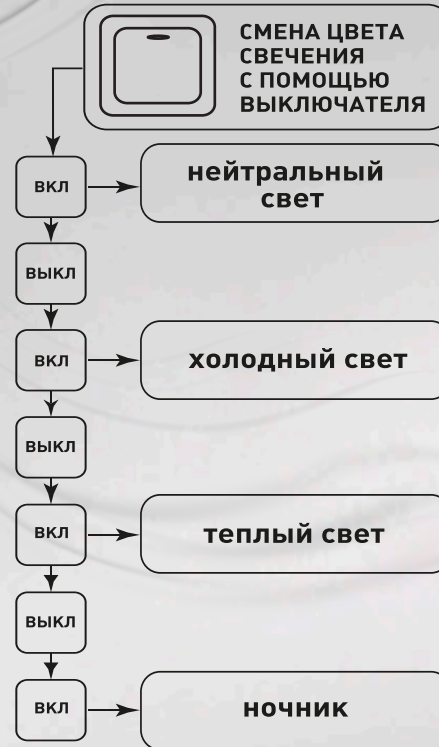 СМЕНА ЦВЕТА
СВЕЧЕНИЯ
С ПОМОЩЬЮ
ВЫКЛЮЧАТЕЛЯ
ВКЛ
нейтральный
свет
ВЫКЛ
ВКЛ
холодный свет
ВЫКЛ
ВКЛ
теплый свет
ВЫКЛ
ВКЛ
ночник